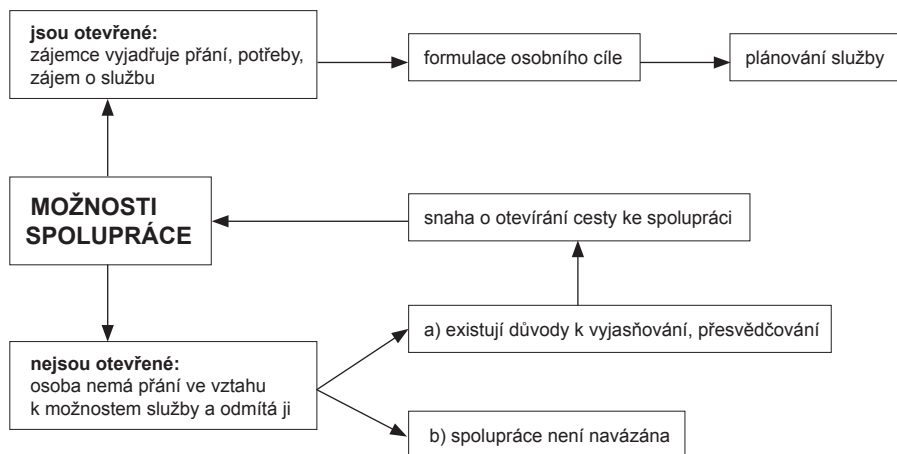 jsou otevřené:
zájemce vyjadřuje přání, potřeby,
zájem o službu
formulace osobního cíle
plánování služby
MOŽNOSTI
SPOLUPRÁCE
snaha o otevírání cesty ke spolupráci
a) existují důvody k vyjasňování, přesvědčování
nejsou otevřené:
osoba nemá přání ve vztahu
k možnostem služby a odmítá ji
b) spolupráce není navázána